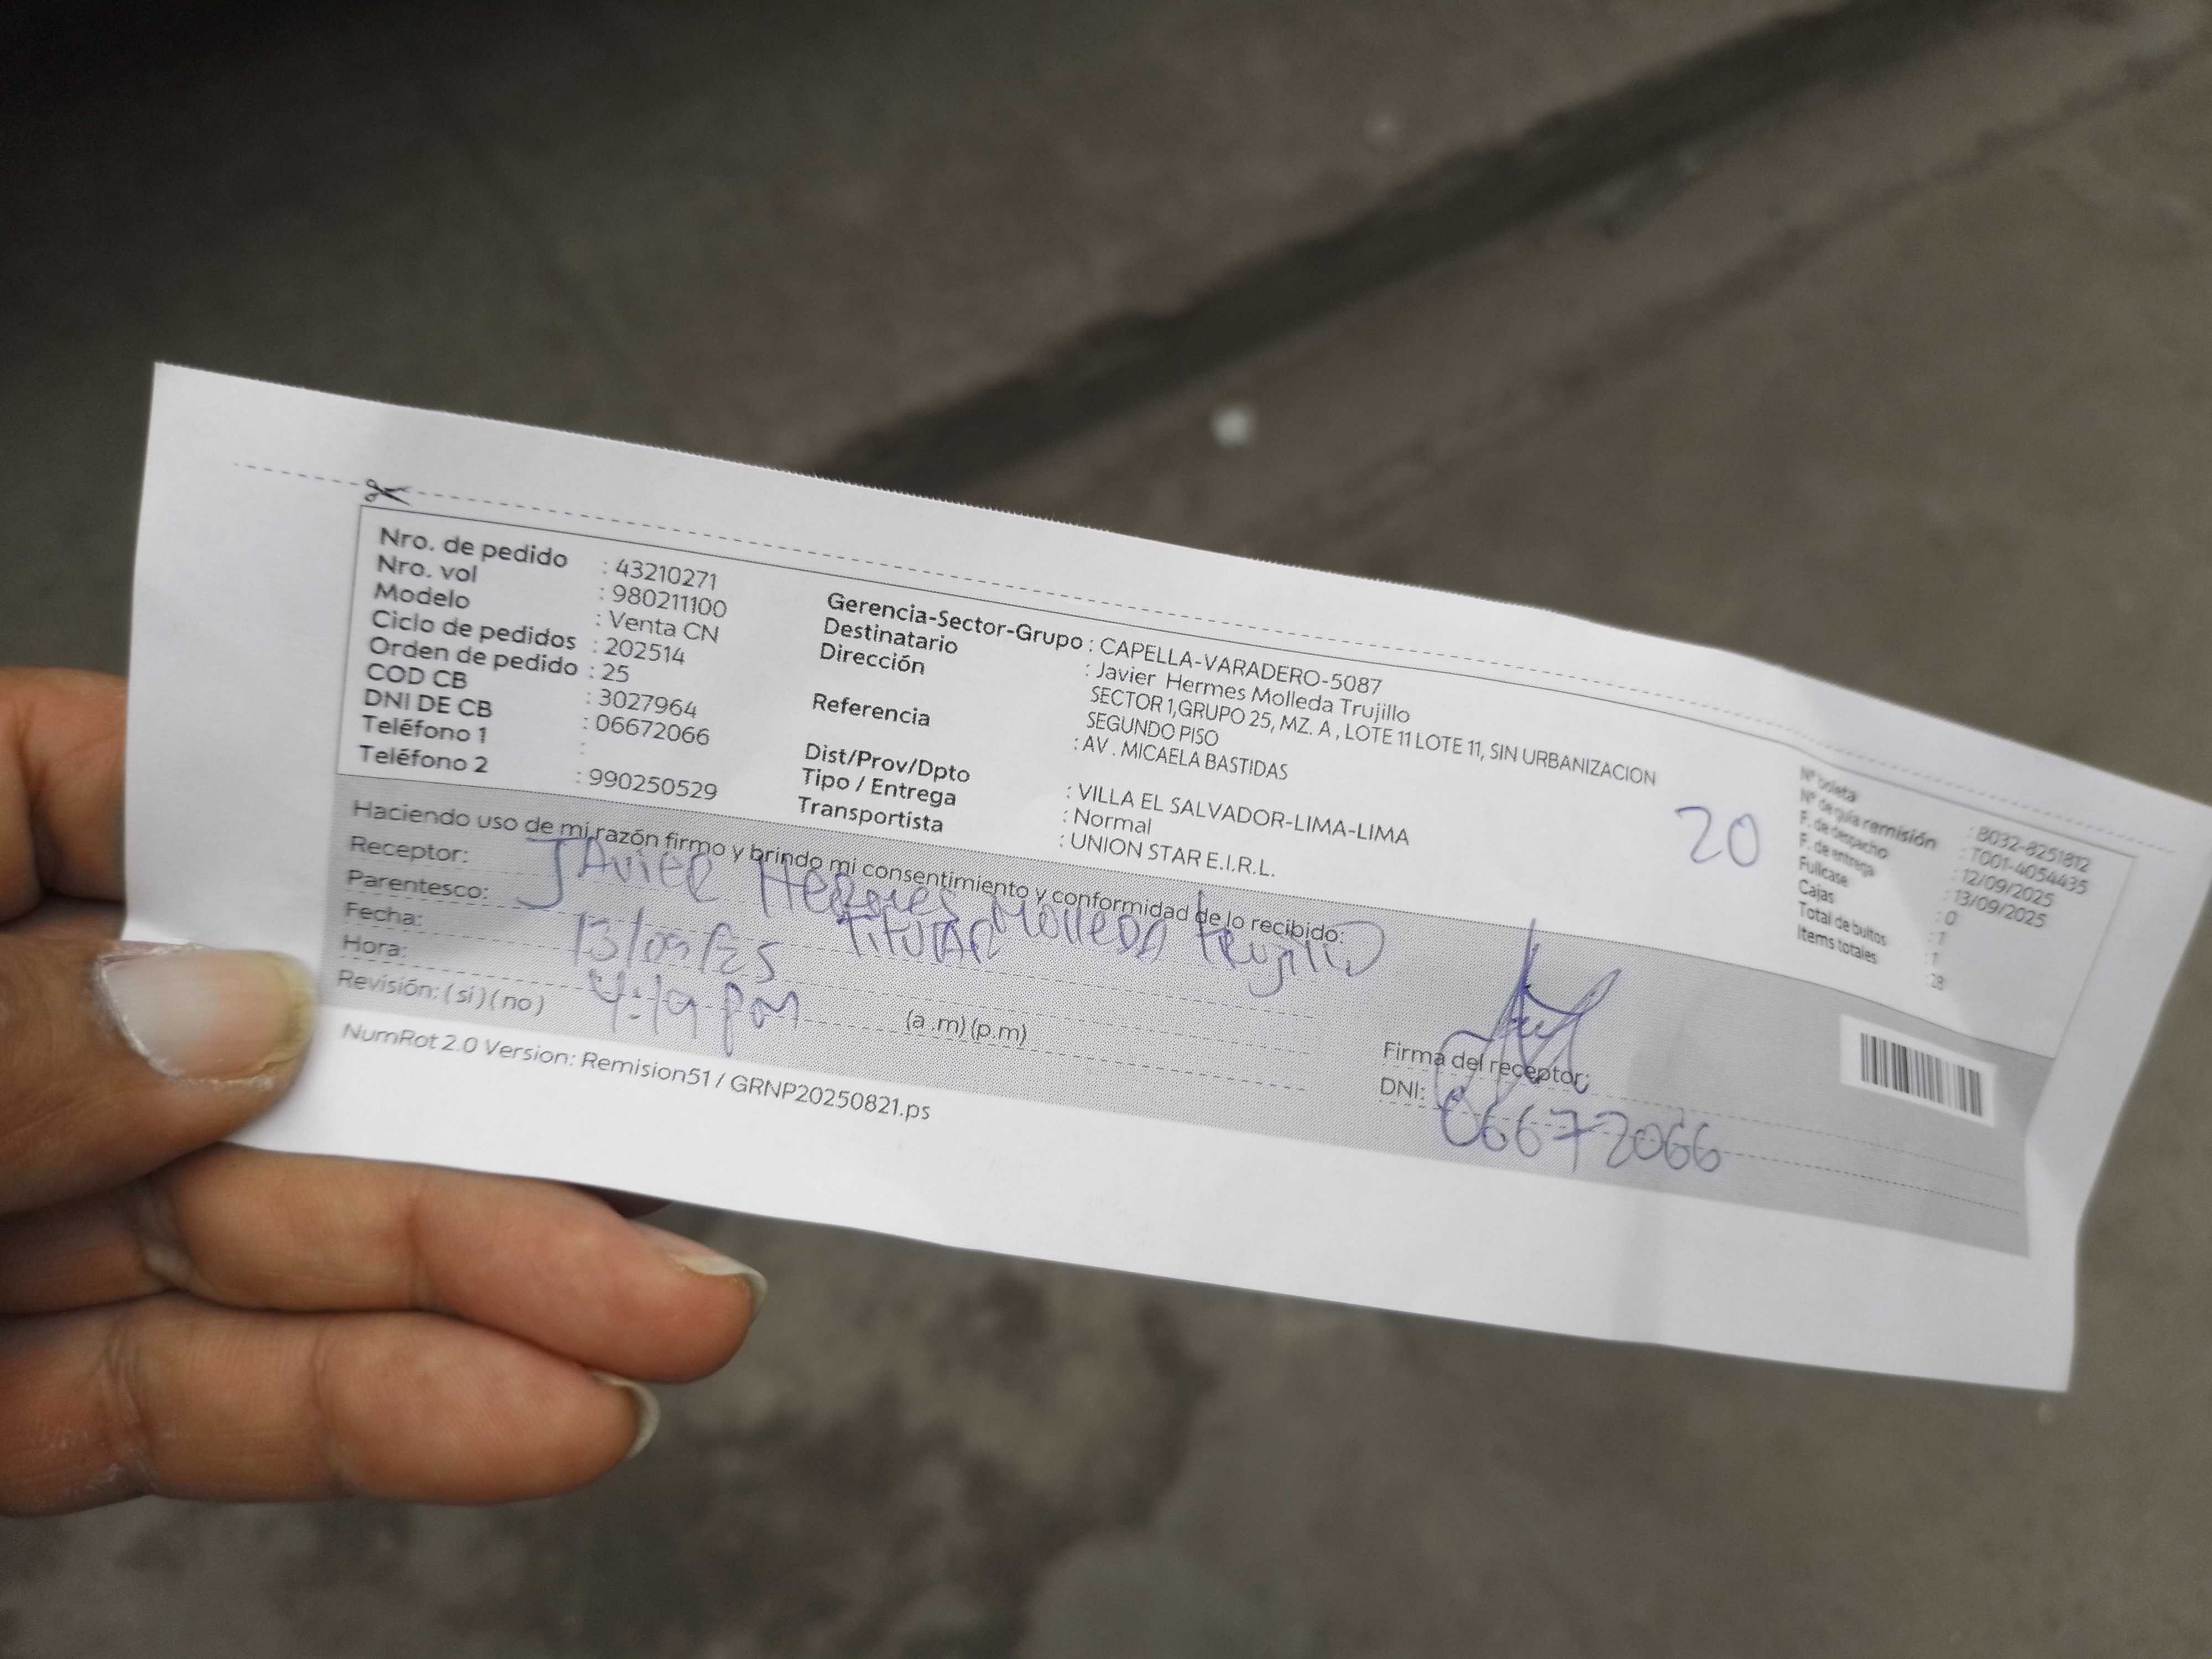 Nro. de pedido : 43210271
Nro. vol : 980211100
Modelo : Venta CN
Ciclo de pedidos : 202514
Orden de pedido : 25
COD CB : 3027964
DNI DE CB : 06672066
Teléfono 1 :
Teléfono 2 : 990250529
Gerencia-Sector-Grupo : CAPELLA-VARADERO-5087
Destinatario : Javier Hermes Molleda Trujillo
Dirección SECTOR 1,GRUPO 25, MZ. A , LOTE 11 LOTE 11, SIN URBANIZACION
SEGUNDO PISO
Referencia : AV . MICAELA BASTIDAS
Dist/Prov/Dpto : VILLA EL SALVADOR-LIMA-LIMA
Tipo / Entrega : Normal
Transportista : UNION STAR E.I.R.L.
20
Nº boleta : B032-8251812
Nº de guía remisión : T001-4054435
F. de despacho : 12/09/2025
F. de entrega : 13/09/2025
Fullcase : 0
Cajas : 1
Total de bultos : 1
Items totales : 28
Haciendo uso de mi razón firmo y brindo mi consentimiento y conformidad de lo recibido:
Receptor: Javier Hermes Molleda Trujillo
Parentesco: Titular
Fecha: 13/09/25
Hora: 4:19 pm (a .m) (p.m)
Revisión: ( si ) ( no )
Firma del receptor:
DNI: 06672066
NumRot 2.0 Version: Remision51 / GRNP20250821.ps